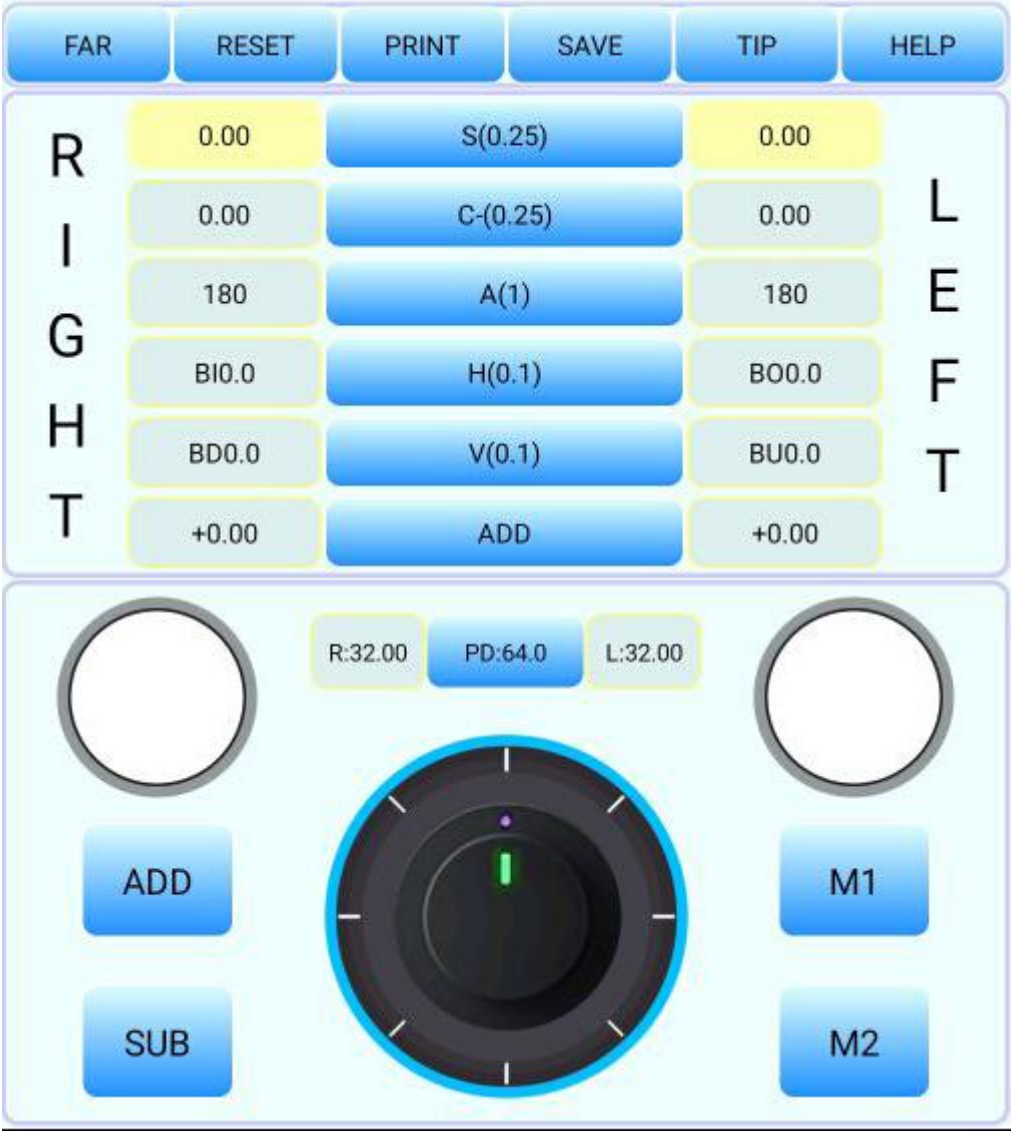 FAR RESET PRINT SAVE TIP HELP
RIGHT
LEFT
0.00 S(0.25) 0.00
0.00 C-(0.25) 0.00
180 A(1) 180
BI0.0 H(0.1) BO0.0
BD0.0 V(0.1) BU0.0
+0.00 ADD +0.00
R:32.00 PD:64.0 L:32.00
ADD M1
SUB M2